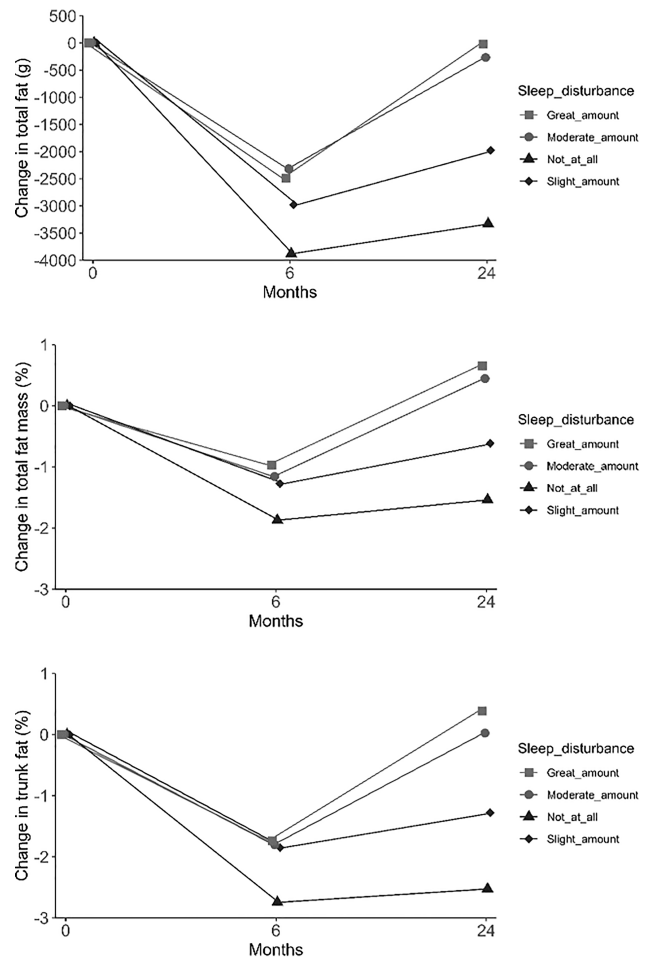 Change in total fat (g)
500
0
-500
-1000
-1500
-2000
-2500
-3000
-3500
-4000
0 6 24
Months
Sleep_disturbance
Great_amount
Moderate_amount
Not_at_all
Slight_amount
Change in total fat mass (%)
1
0
-1
-2
-3
0 6 24
Months
Sleep_disturbance
Great_amount
Moderate_amount
Not_at_all
Slight_amount
Change in trunk fat (%)
1
0
-1
-2
-3
0 6 24
Months
Sleep_disturbance
Great_amount
Moderate_amount
Not_at_all
Slight_amount